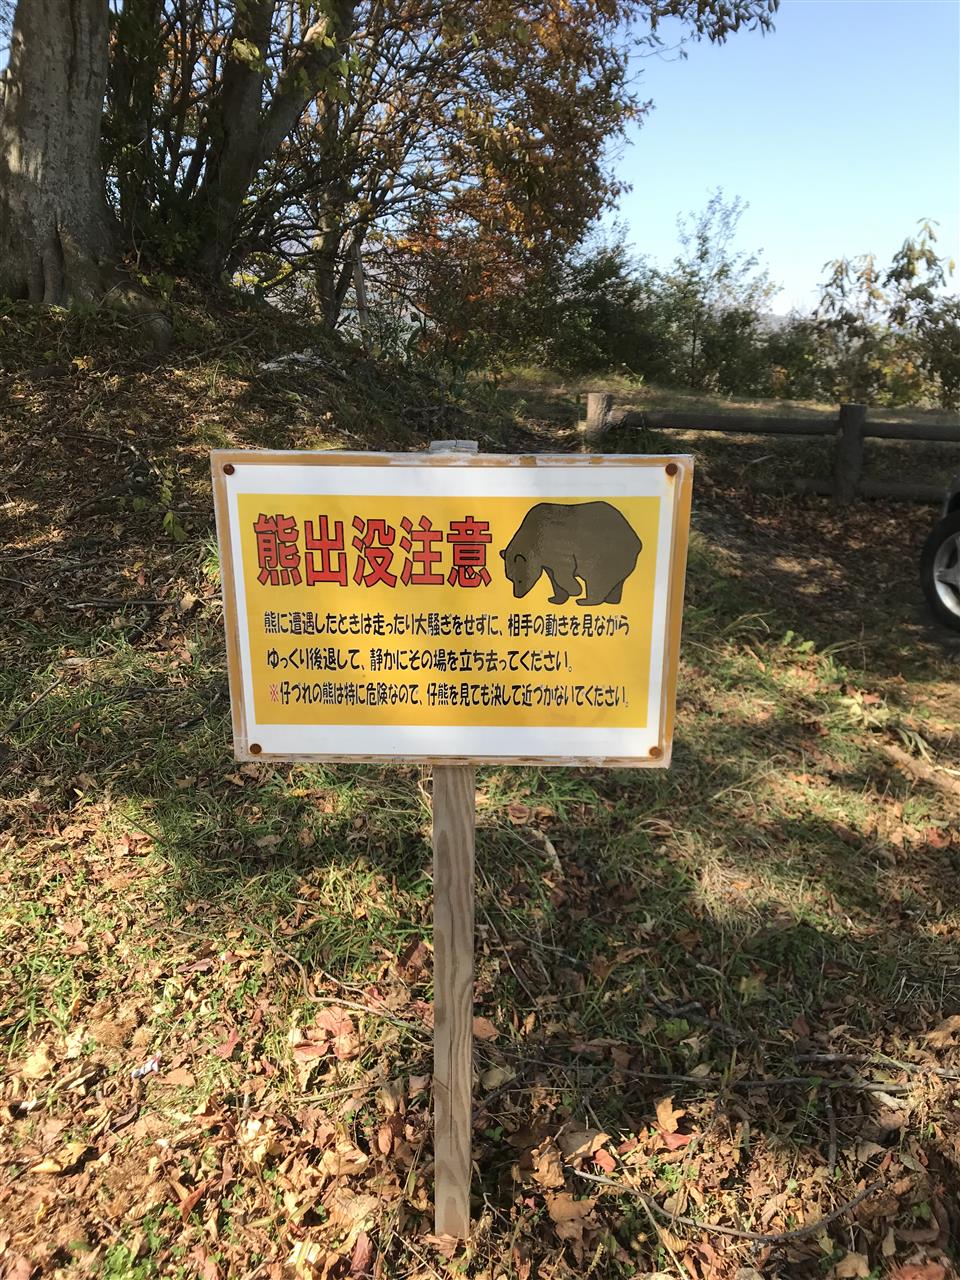 熊出没注意
熊に遭遇したときは走ったり大騒ぎをせずに、相手の動きを見ながら
ゆっくり後退して、静かにその場を立ち去ってください。
※仔づれの熊は特に危険なので、仔熊を見ても決して近づかないでください。